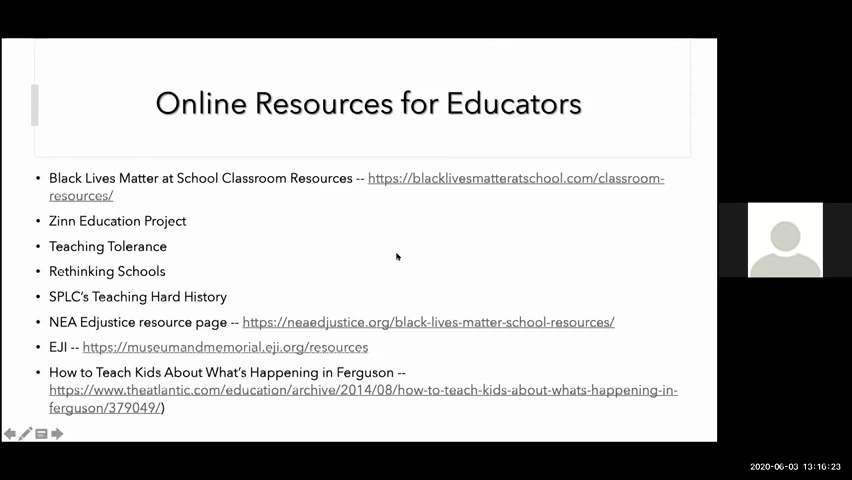 Online Resources for Educators
• Black Lives Matter at School Classroom Resources -- https://blacklivesmatteratschool.com/classroom-
resources/
• Zinn Education Project
• Teaching Tolerance
• Rethinking Schools
• SPLC's Teaching Hard History
• NEA Edjustice resource page -- https://neaedjustice.org/black-lives-matter-school-resources/
• EJI -- https://museumandmemorial.eji.org/resources
• How to Teach Kids About What's Happening in Ferguson --
https://www.theatlantic.com/education/archive/2014/08/how-to-teach-kids-about-whats-happening-in-
ferguson/379049/)
2020-06-03 13:16:23